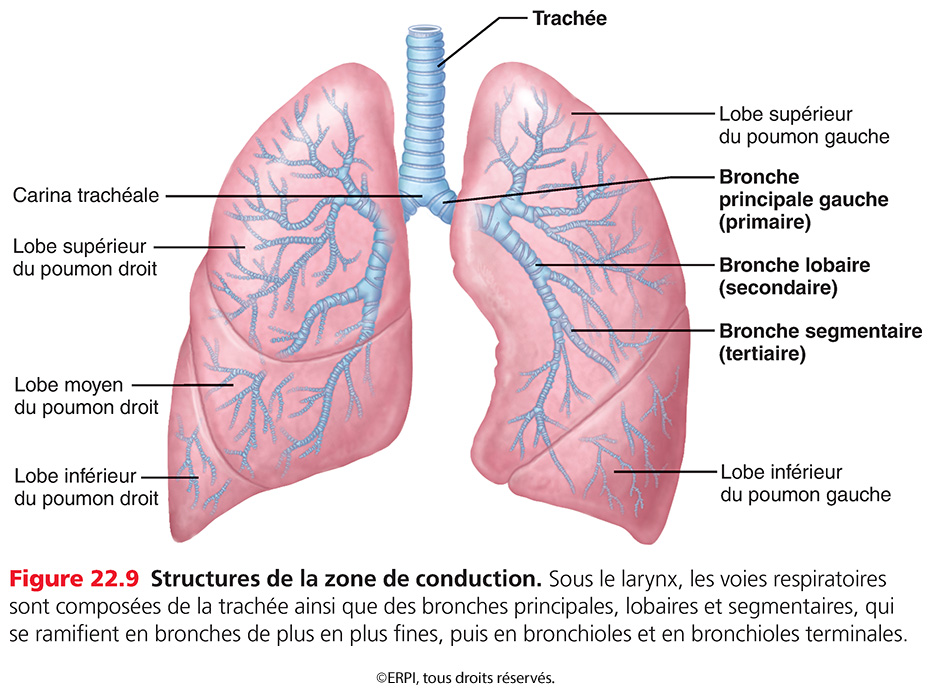 Trachée
Carina trachéale
Lobe supérieur
du poumon droit
Lobe moyen
du poumon droit
Lobe inférieur
du poumon droit
Lobe supérieur
du poumon gauche
Bronche
principale gauche
(primaire)
Bronche lobaire
(secondaire)
Bronche segmentaire
(tertiaire)
Lobe inférieur
du poumon gauche
Figure 22.9 Structures de la zone de conduction. Sous le larynx, les voies respiratoires
sont composées de la trachée ainsi que des bronches principales, lobaires et segmentaires, qui
se ramifient en bronches de plus en plus fines, puis en bronchioles et en bronchioles terminales.
©ERPI, tous droits réservés.